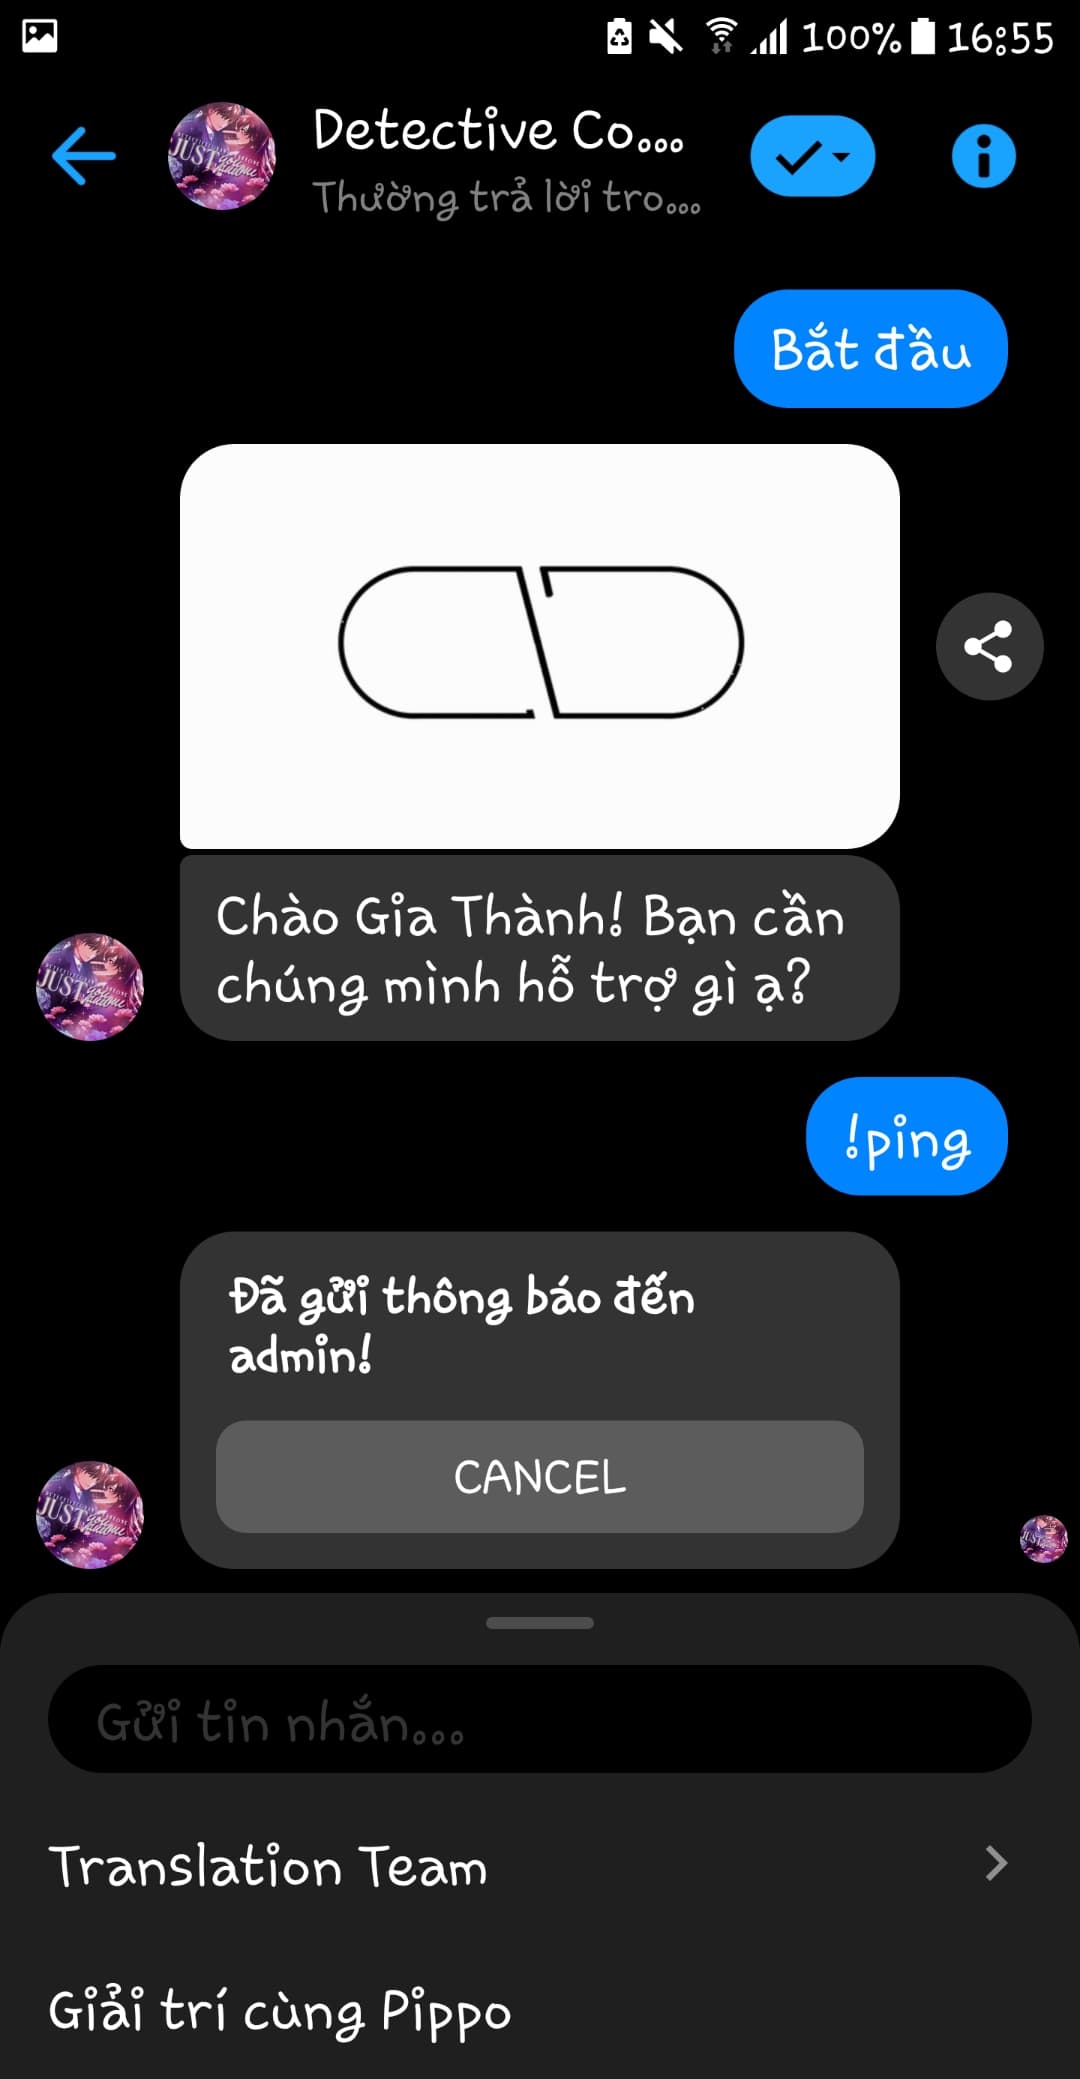 100% 16:55
Detective Co...
Thường trả lời tro...
Bắt đầu
Chào Gia Thành! Bạn cần
chúng mình hỗ trợ gì ạ?
!ping
Đã gửi thông báo đến
admin!
CANCEL
Gửi tin nhắn...
Translation Team
Giải trí cùng Pippo